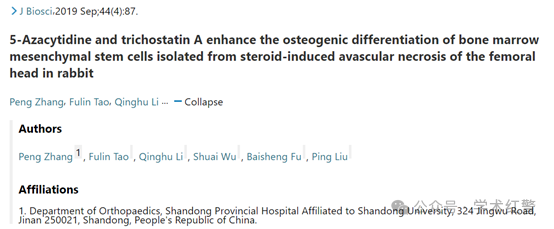 > J Biosci.2019 Sep;44(4):87.
5-Azacytidine and trichostatin A enhance the osteogenic differentiation of bone marrow
mesenchymal stem cells isolated from steroid-induced avascular necrosis of the femoral
head in rabbit
Peng Zhang, Fulin Tao, Qinghu Li ... — Collapse
Authors
Peng Zhang 1, Fulin Tao, Qinghu Li, Shuai Wu, Baisheng Fu, Ping Liu
Affiliations
公众号 · 学术红警
1. Department of Orthopaedics, Shandong Provincial Hospital Affiliated to Shandong University, 324 Jingwu Road,
Jinan 250021, Shandong, People's Republic of China.